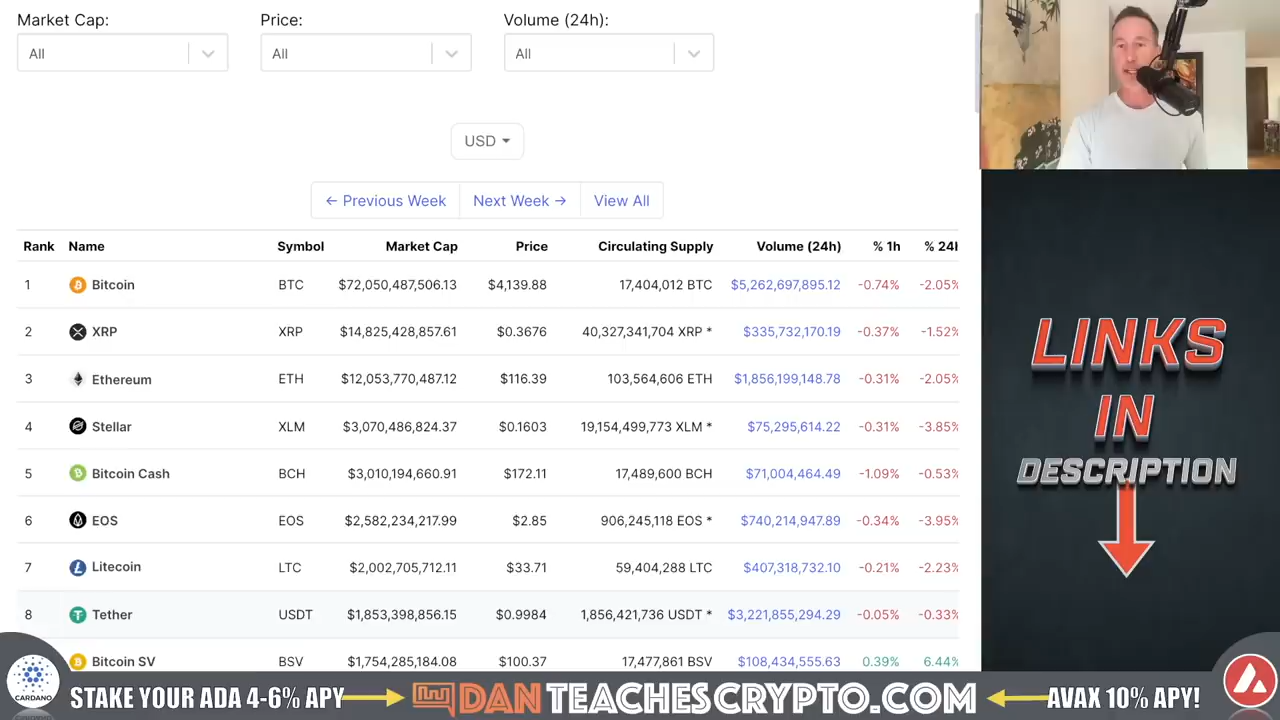 Market Cap: Price: Volume (24h):
All All All
USD
← Previous Week Next Week → View All
Rank Name Symbol Market Cap Price Circulating Supply Volume (24h) % 1h % 24h
1 Bitcoin BTC $72,050,487,506.13 $4,139.88 17,404,012 BTC $5,262,697,895.12 -0.74% -2.05%
2 XRP XRP $14,825,428,857.61 $0.3676 40,327,341,704 XRP * $335,732,170.19 -0.37% -1.52%
3 Ethereum ETH $12,053,770,487.12 $116.39 103,564,606 ETH $1,856,199,148.78 -0.31% -2.05%
4 Stellar XLM $3,070,486,824.37 $0.1603 19,154,499,773 XLM * $75,295,614.22 -0.31% -3.85%
5 Bitcoin Cash BCH $3,010,194,660.91 $172.11 17,489,600 BCH $71,004,464.49 -1.09% -0.53%
6 EOS EOS $2,582,234,217.99 $2.85 906,245,118 EOS * $740,214,947.89 -0.34% -3.95%
7 Litecoin LTC $2,002,705,712.11 $33.71 59,404,288 LTC $407,318,732.10 -0.21% -2.23%
8 Tether USDT $1,853,398,856.15 $0.9984 1,856,421,736 USDT * $3,221,855,294.29 -0.05% -0.33%
Bitcoin SV BSV $1,754,285,184.08 $100.37 17,477,861 BSV $108,434,555.63 0.39% 6.44%
LINKS
IN
DESCRIPTION
CARDANO
STAKE YOUR ADA 4-6% APY DANTEACHESCRYPTO.COM AVAX 10% APY!